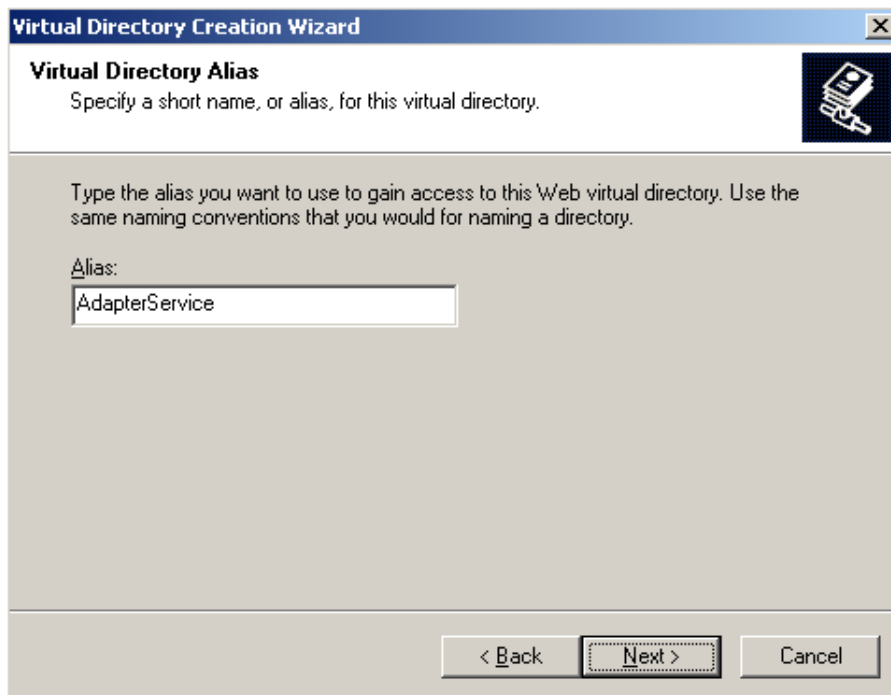 Virtual Directory Creation Wizard
Virtual Directory Alias
Specify a short name, or alias, for this virtual directory.
Type the alias you want to use to gain access to this Web virtual directory. Use the
same naming conventions that you would for naming a directory.
Alias:
AdapterService
< Back Next > Cancel